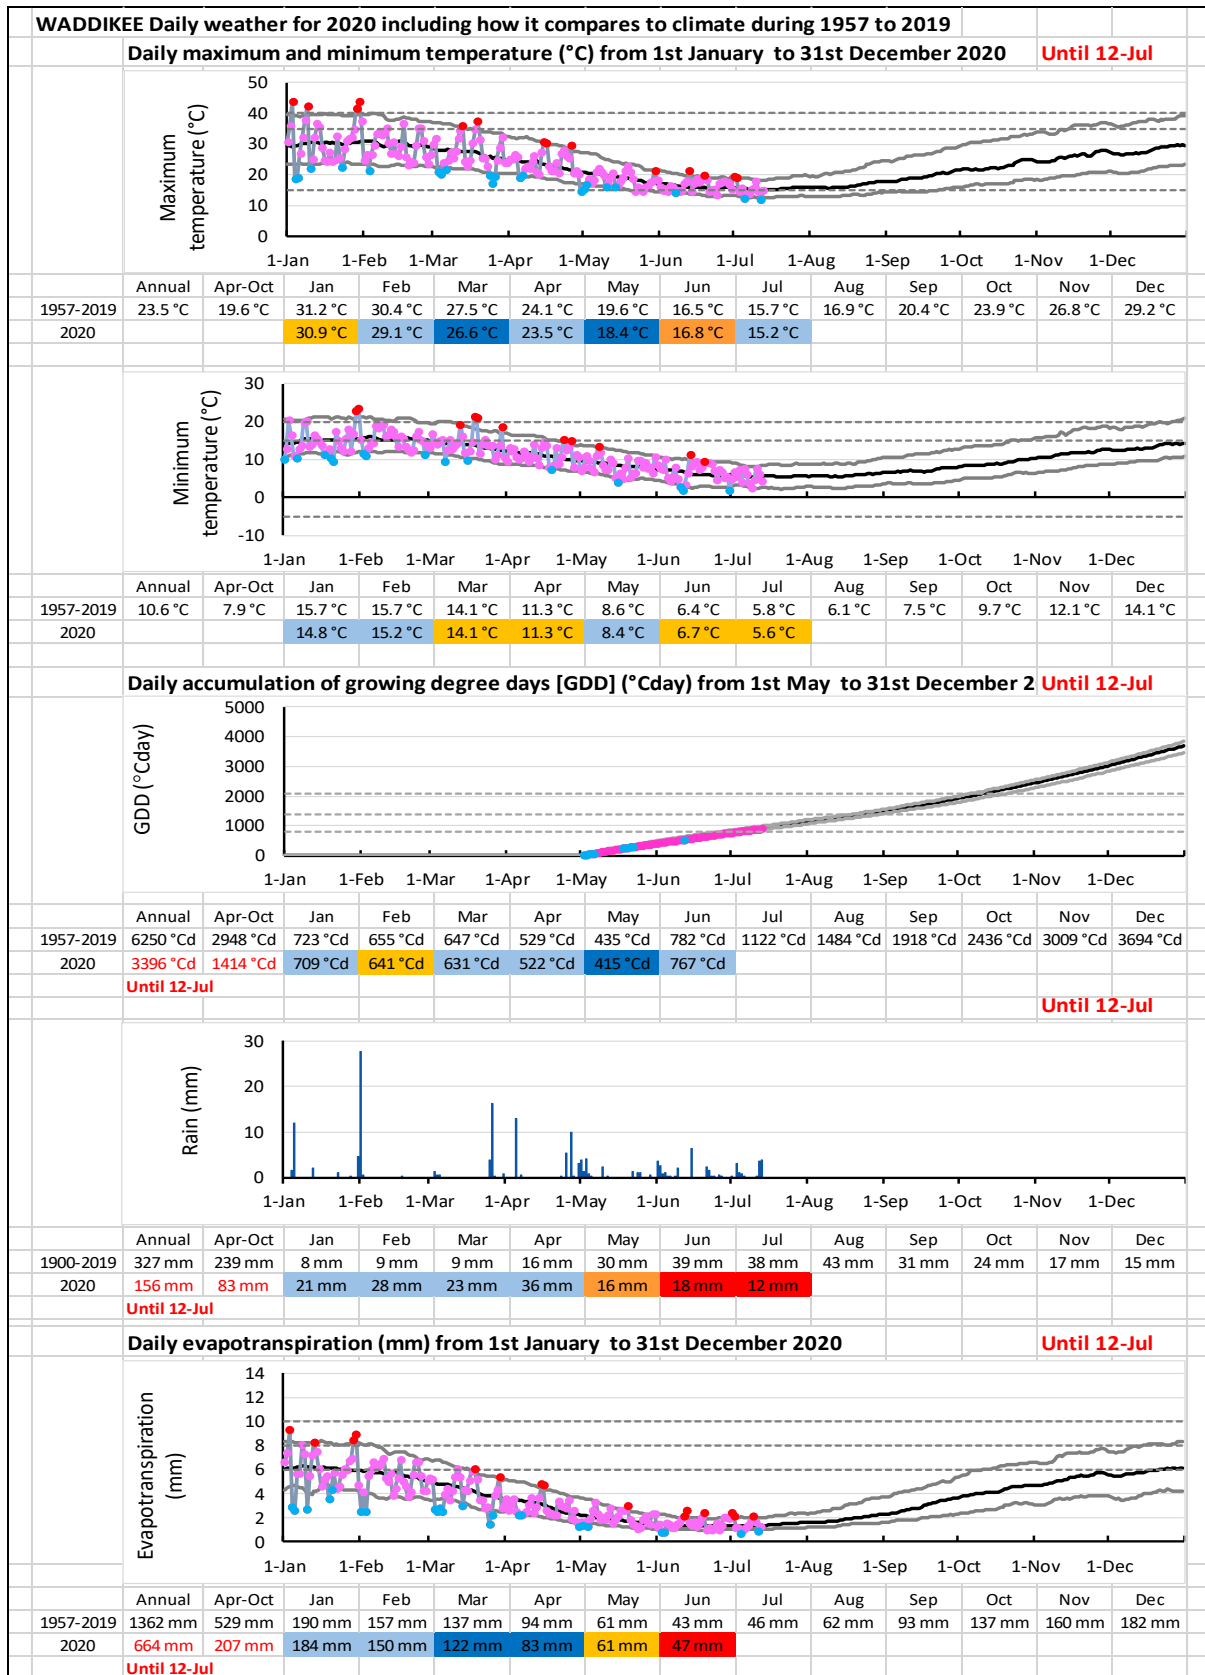 WADDIKEE Daily weather for 2020 including how it compares to climate during 1957 to 2019
Daily maximum and minimum temperature (°C) from 1st January to 31st December 2020 Until 12-Jul
Maximum temperature (°C)
50
40
30
20
10
0
1-Jan 1-Feb 1-Mar 1-Apr 1-May 1-Jun 1-Jul 1-Aug 1-Sep 1-Oct 1-Nov 1-Dec
Annual Apr-Oct Jan Feb Mar Apr May Jun Jul Aug Sep Oct Nov Dec
1957-2019 23.5 °C 19.6 °C 31.2 °C 30.4 °C 27.5 °C 24.1 °C 19.6 °C 16.5 °C 15.7 °C 16.9 °C 20.4 °C 23.9 °C 26.8 °C 29.2 °C
2020 30.9 °C 29.1 °C 26.6 °C 23.5 °C 18.4 °C 16.8 °C 15.2 °C
Minimum temperature (°C)
30
20
10
0
-10
1-Jan 1-Feb 1-Mar 1-Apr 1-May 1-Jun 1-Jul 1-Aug 1-Sep 1-Oct 1-Nov 1-Dec
Annual Apr-Oct Jan Feb Mar Apr May Jun Jul Aug Sep Oct Nov Dec
1957-2019 10.6 °C 7.9 °C 15.7 °C 15.7 °C 14.1 °C 11.3 °C 8.6 °C 6.4 °C 5.8 °C 6.1 °C 7.5 °C 9.7 °C 12.1 °C 14.1 °C
2020 14.8 °C 15.2 °C 14.1 °C 11.3 °C 8.4 °C 6.7 °C 5.6 °C
Daily accumulation of growing degree days [GDD] (°Cday) from 1st May to 31st December 2 Until 12-Jul
GDD (°Cday)
5000
4000
3000
2000
1000
0
1-Jan 1-Feb 1-Mar 1-Apr 1-May 1-Jun 1-Jul 1-Aug 1-Sep 1-Oct 1-Nov 1-Dec
Annual Apr-Oct Jan Feb Mar Apr May Jun Jul Aug Sep Oct Nov Dec
1957-2019 6250 °Cd 2948 °Cd 723 °Cd 655 °Cd 647 °Cd 529 °Cd 435 °Cd 782 °Cd 1122 °Cd 1484 °Cd 1918 °Cd 2436 °Cd 3009 °Cd 3694 °Cd
2020 3396 °Cd 1414 °Cd 709 °Cd 641 °Cd 631 °Cd 522 °Cd 415 °Cd 767 °Cd
Until 12-Jul
Until 12-Jul
Rain (mm)
30
20
10
0
1-Jan 1-Feb 1-Mar 1-Apr 1-May 1-Jun 1-Jul 1-Aug 1-Sep 1-Oct 1-Nov 1-Dec
Annual Apr-Oct Jan Feb Mar Apr May Jun Jul Aug Sep Oct Nov Dec
1900-2019 327 mm 239 mm 8 mm 9 mm 9 mm 16 mm 30 mm 39 mm 38 mm 43 mm 31 mm 24 mm 17 mm 15 mm
2020 156 mm 83 mm 21 mm 28 mm 23 mm 36 mm 16 mm 18 mm 12 mm
Until 12-Jul
Daily evapotranspiration (mm) from 1st January to 31st December 2020 Until 12-Jul
Evapotranspiration (mm)
14
12
10
8
6
4
2
0
1-Jan 1-Feb 1-Mar 1-Apr 1-May 1-Jun 1-Jul 1-Aug 1-Sep 1-Oct 1-Nov 1-Dec
Annual Apr-Oct Jan Feb Mar Apr May Jun Jul Aug Sep Oct Nov Dec
1957-2019 1362 mm 529 mm 190 mm 157 mm 137 mm 94 mm 61 mm 43 mm 46 mm 62 mm 93 mm 137 mm 160 mm 182 mm
2020 664 mm 207 mm 184 mm 150 mm 122 mm 83 mm 61 mm 47 mm
Until 12-Jul